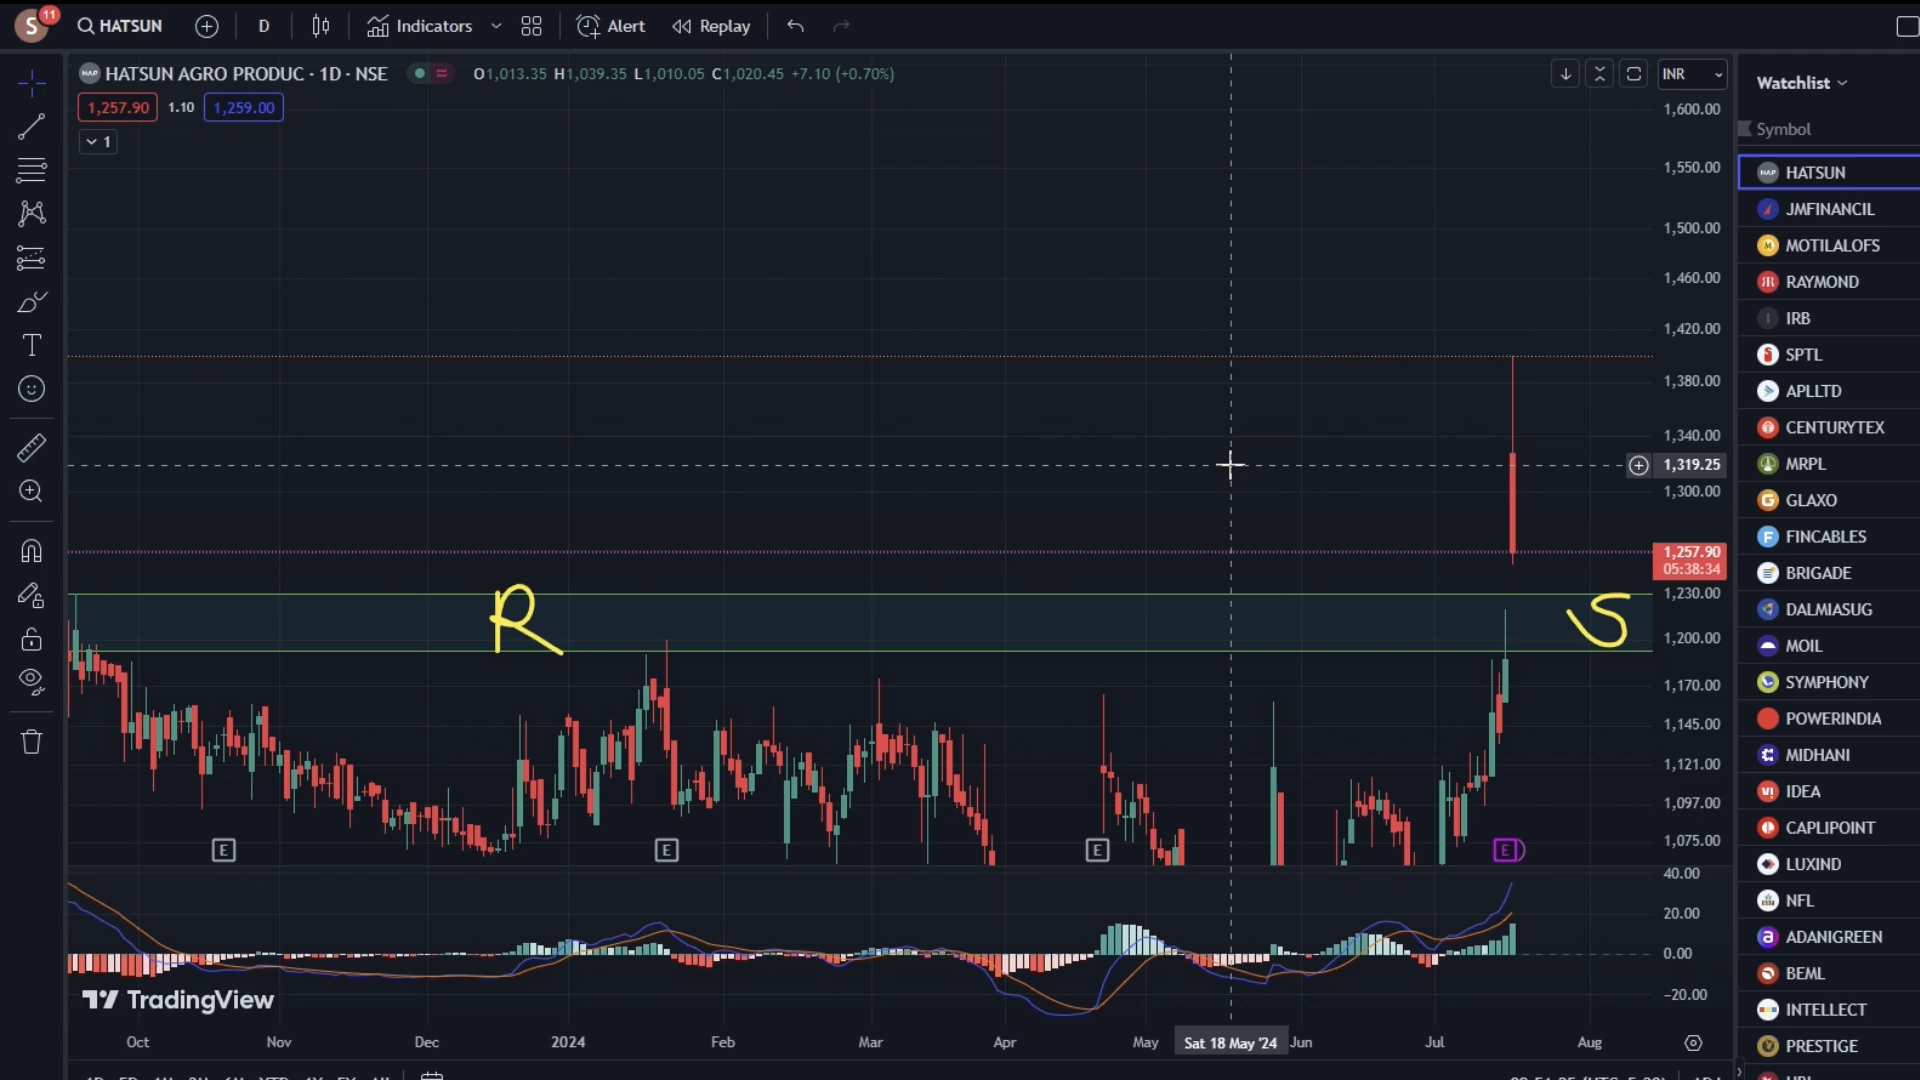 S 11 HATSUN D Indicators Alert Replay
HATSUN AGRO PRODUC · 1D · NSE O1,013.35 H1,039.35 L1,010.05 C1,020.45 +7.10 (+0.70%)
INR
1,257.90 1.10 1,259.00
1
1,600.00
1,550.00
1,500.00
1,460.00
1,420.00
1,380.00
1,340.00
1,319.25
1,300.00
1,257.90
05:38:34
1,230.00
R
S
1,200.00
1,170.00
1,145.00
1,121.00
1,097.00
1,075.00
E E E E
40.00
20.00
0.00
−20.00
TradingView
Oct Nov Dec 2024 Feb Mar Apr May Sat 18 May '24 Jun Jul Aug
Watchlist
Symbol
HATSUN
JMFINANCIL
MOTILALOFS
RAYMOND
IRB
SPTL
APLLTD
CENTURYTEX
MRPL
GLAXO
FINCABLES
BRIGADE
DALMIASUG
MOIL
SYMPHONY
POWERINDIA
MIDHANI
IDEA
CAPLIPOINT
LUXIND
NFL
ADANIGREEN
BEML
INTELLECT
PRESTIGE